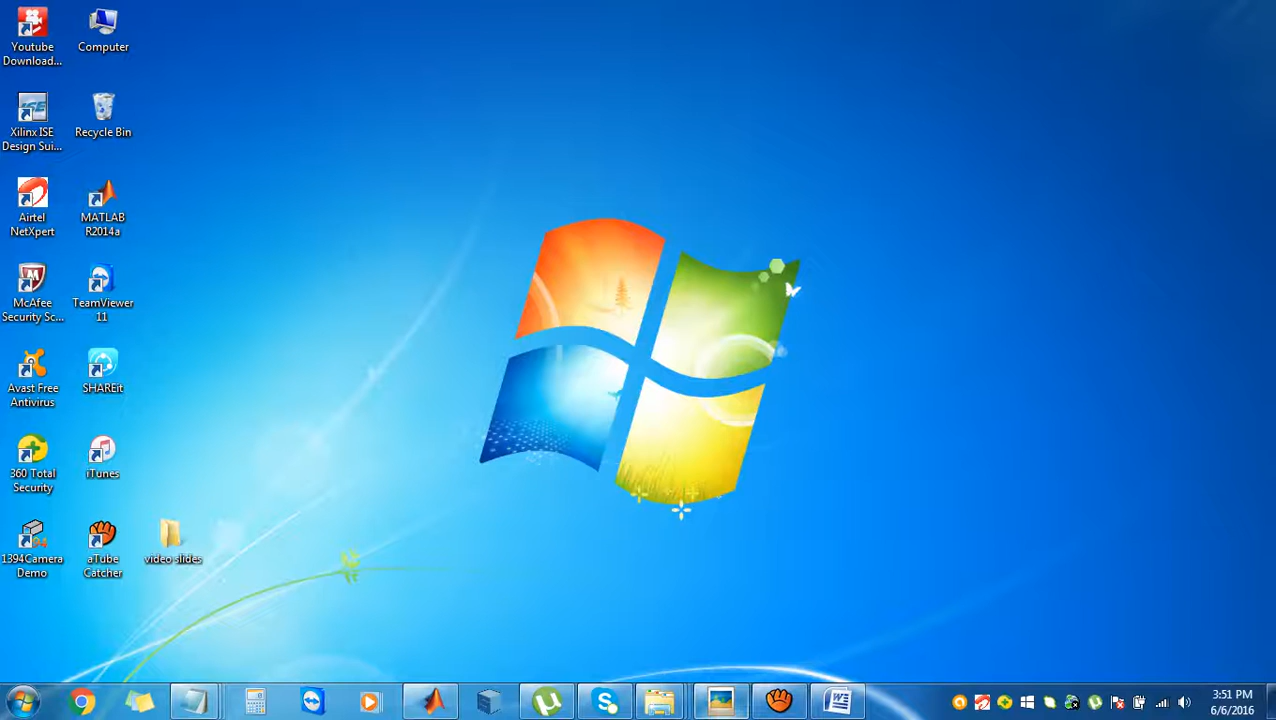 Youtube
Download...
Computer
Xilinx ISE
Design Sui...
Recycle Bin
Airtel
NetXpert
MATLAB
R2014a
McAfee
Security Sc...
TeamViewer
11
Avast Free
Antivirus
SHAREit
360 Total
Security
iTunes
1394Camera
Demo
aTube
Catcher
video slides
3:51 PM
6/6/2016